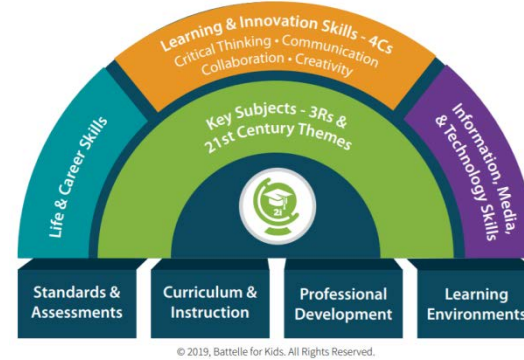 Learning & Innovation Skills - 4Cs
Critical Thinking • Communication
Collaboration • Creativity
Life & Career Skills
Key Subjects - 3Rs &
21st Century Themes
Information, Media,
& Technology Skills
21
Standards &
Assessments
Curriculum &
Instruction
Professional
Development
Learning
Environments
© 2019, Battelle for Kids. All Rights Reserved.